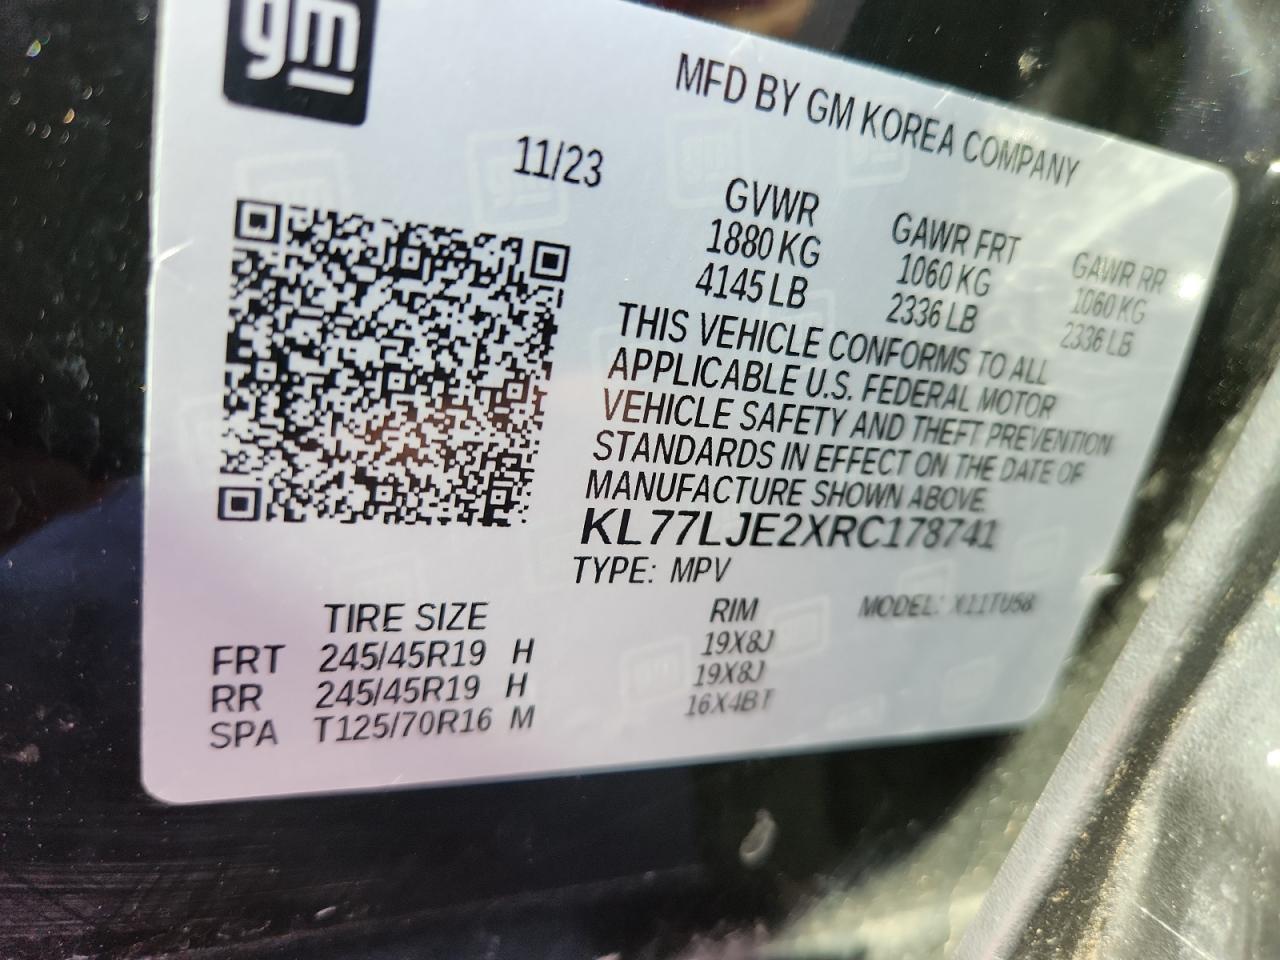 gm
MFD BY GM KOREA COMPANY
11/23
GVWR GAWR FRT GAWR RR
1880 KG 1060 KG 1060 KG
4145 LB 2336 LB 2336 LB
THIS VEHICLE CONFORMS TO ALL
APPLICABLE U.S. FEDERAL MOTOR
VEHICLE SAFETY AND THEFT PREVENTION
STANDARDS IN EFFECT ON THE DATE OF
MANUFACTURE SHOWN ABOVE.
KL77LJE2XRC178741
TYPE: MPV
MODEL: X11TU58
TIRE SIZE RIM
FRT 245/45R19 H 19X8J
RR 245/45R19 H 19X8J
SPA T125/70R16 M 16X4BT